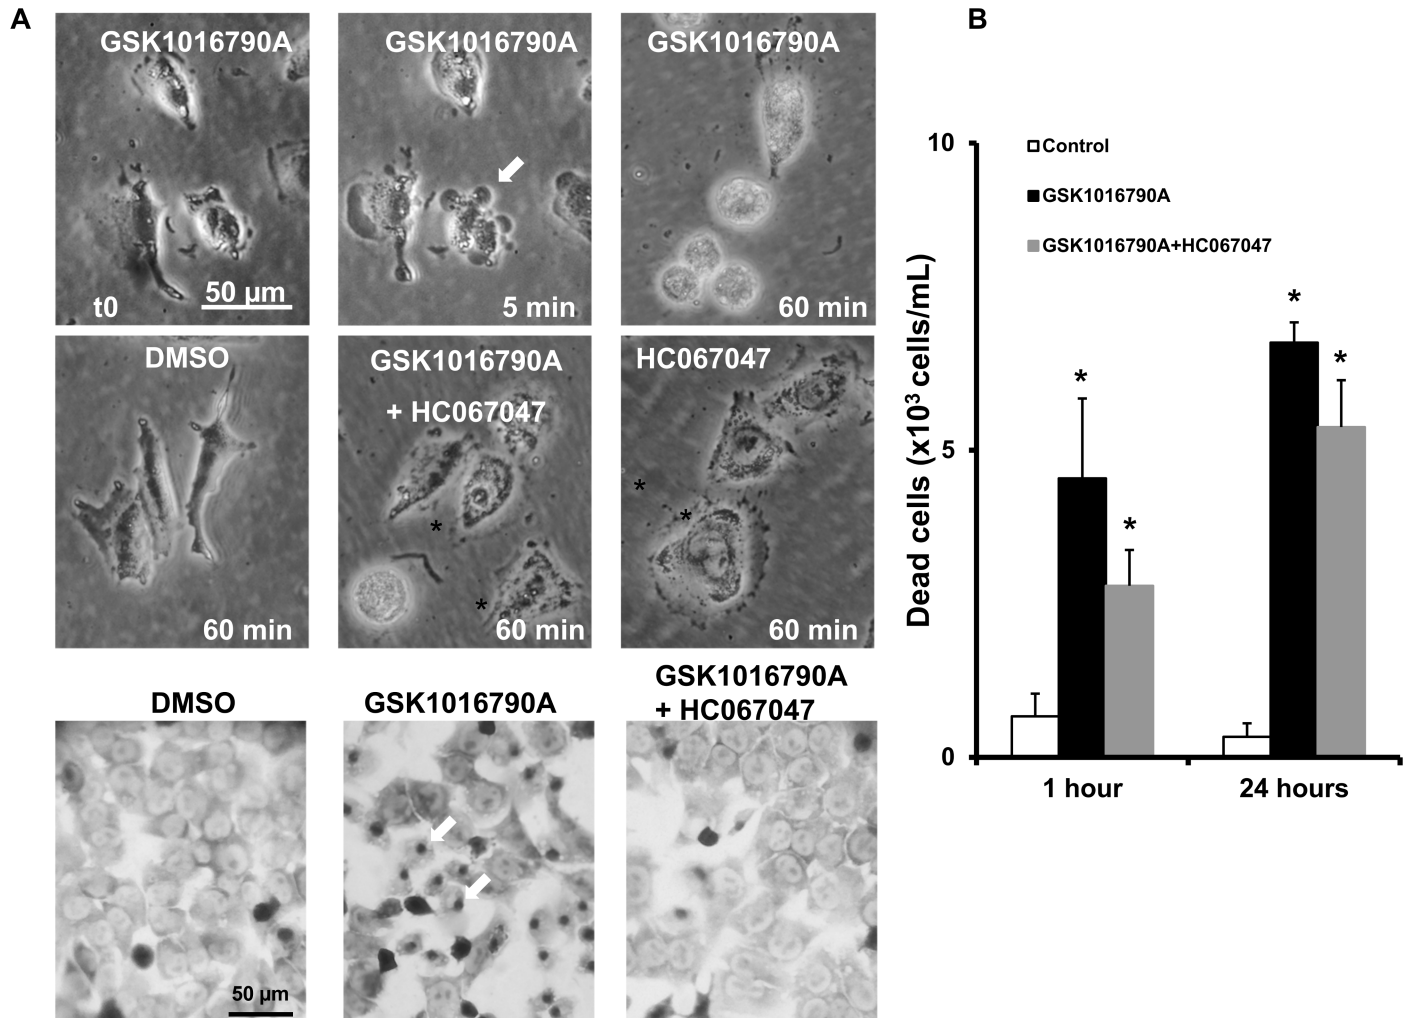 A
GSK1016790A
t0
50 µm
GSK1016790A
5 min
GSK1016790A
60 min
DMSO
60 min
GSK1016790A
+ HC067047
*
*
60 min
HC067047
*
*
60 min
DMSO
50 µm
GSK1016790A
GSK1016790A
+ HC067047
B
Dead cells (x10³ cells/mL)
10
5
0
Control
GSK1016790A
GSK1016790A+HC067047
*
*
*
*
1 hour
24 hours